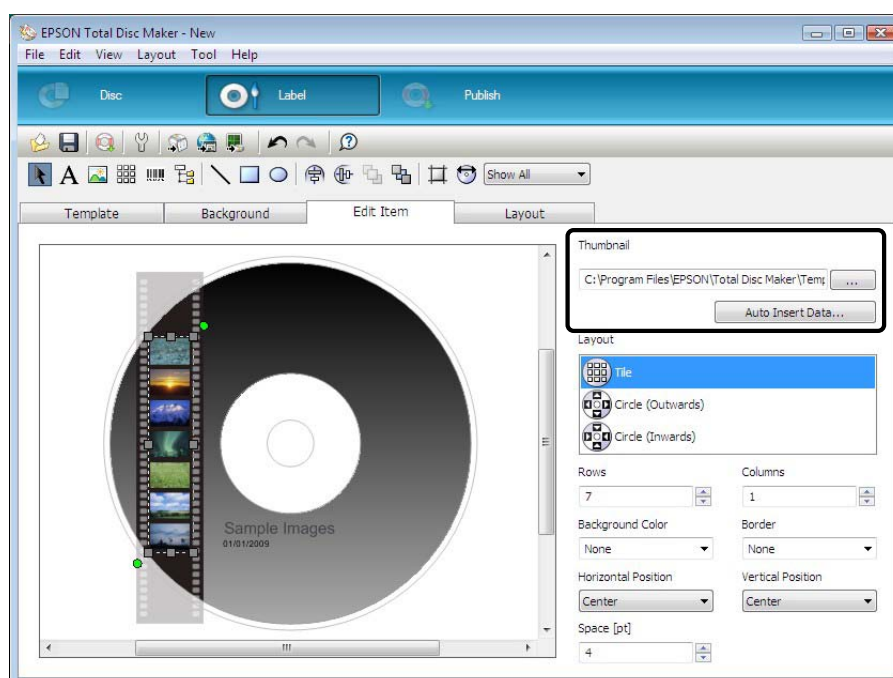 EPSON Total Disc Maker - New
File Edit View Layout Tool Help
Disc Label Publish
Show All
Template Background Edit Item Layout
Thumbnail
C:\Program Files\EPSON\Total Disc Maker\Temp
...
Auto Insert Data...
Layout
Tile
Circle (Outwards)
Circle (Inwards)
Rows Columns
7 1
Background Color Border
None None
Horizontal Position Vertical Position
Center Center
Space [pt]
4
Sample Images
01/01/2009